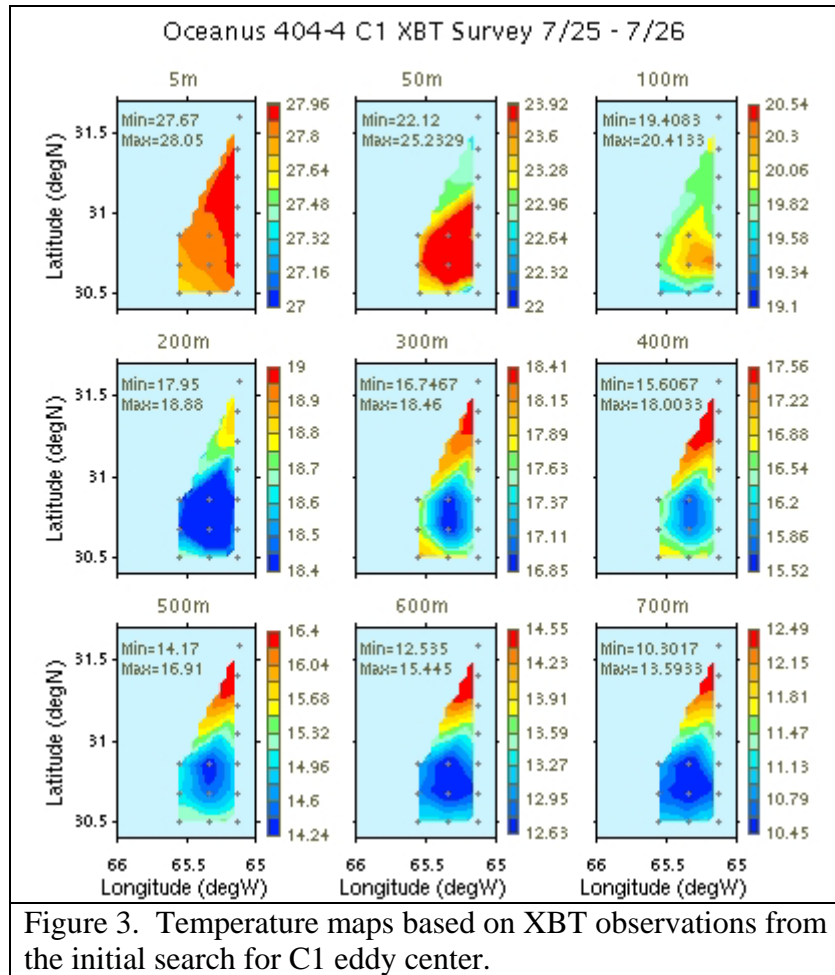 Oceanus 404-4 C1 XBT Survey 7/25 - 7/26
5m
50m
100m
Latitude (degN)
31.5
31
30.5
Min=27.67
Max=28.05
27.96
27.8
27.64
27.48
27.32
27.16
27
Min=22.12
Max=25.2329
23.92
23.6
23.28
22.96
22.64
22.32
22
Min=19.4083
Max=20.4133
20.54
20.3
20.06
19.82
19.58
19.34
19.1
200m
300m
400m
Latitude (degN)
31.5
31
30.5
Min=17.95
Max=18.88
19
18.9
18.8
18.7
18.6
18.5
18.4
Min=16.7467
Max=18.46
18.41
18.15
17.89
17.63
17.37
17.11
16.85
Min=15.6067
Max=18.0033
17.56
17.22
16.88
16.54
16.2
15.86
15.52
500m
600m
700m
Latitude (degN)
31.5
31
30.5
Min=14.17
Max=16.91
16.4
16.04
15.68
15.32
14.96
14.6
14.24
Min=12.535
Max=15.445
14.55
14.23
13.91
13.59
13.27
12.95
12.63
Min=10.3017
Max=13.5933
12.49
12.15
11.81
11.47
11.13
10.79
10.45
66 65.5 65
66 65.5 65
66 65.5 65
Longitude (degW)
Longitude (degW)
Longitude (degW)
Figure 3. Temperature maps based on XBT observations from
the initial search for C1 eddy center.